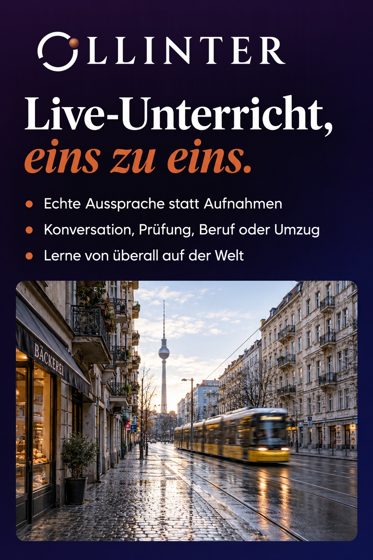 OLLINTER
Live-Unterricht,
eins zu eins.
Echte Aussprache statt Aufnahmen
Konversation, Prüfung, Beruf oder Umzug
Lerne von überall auf der Welt
BÄCKEREI